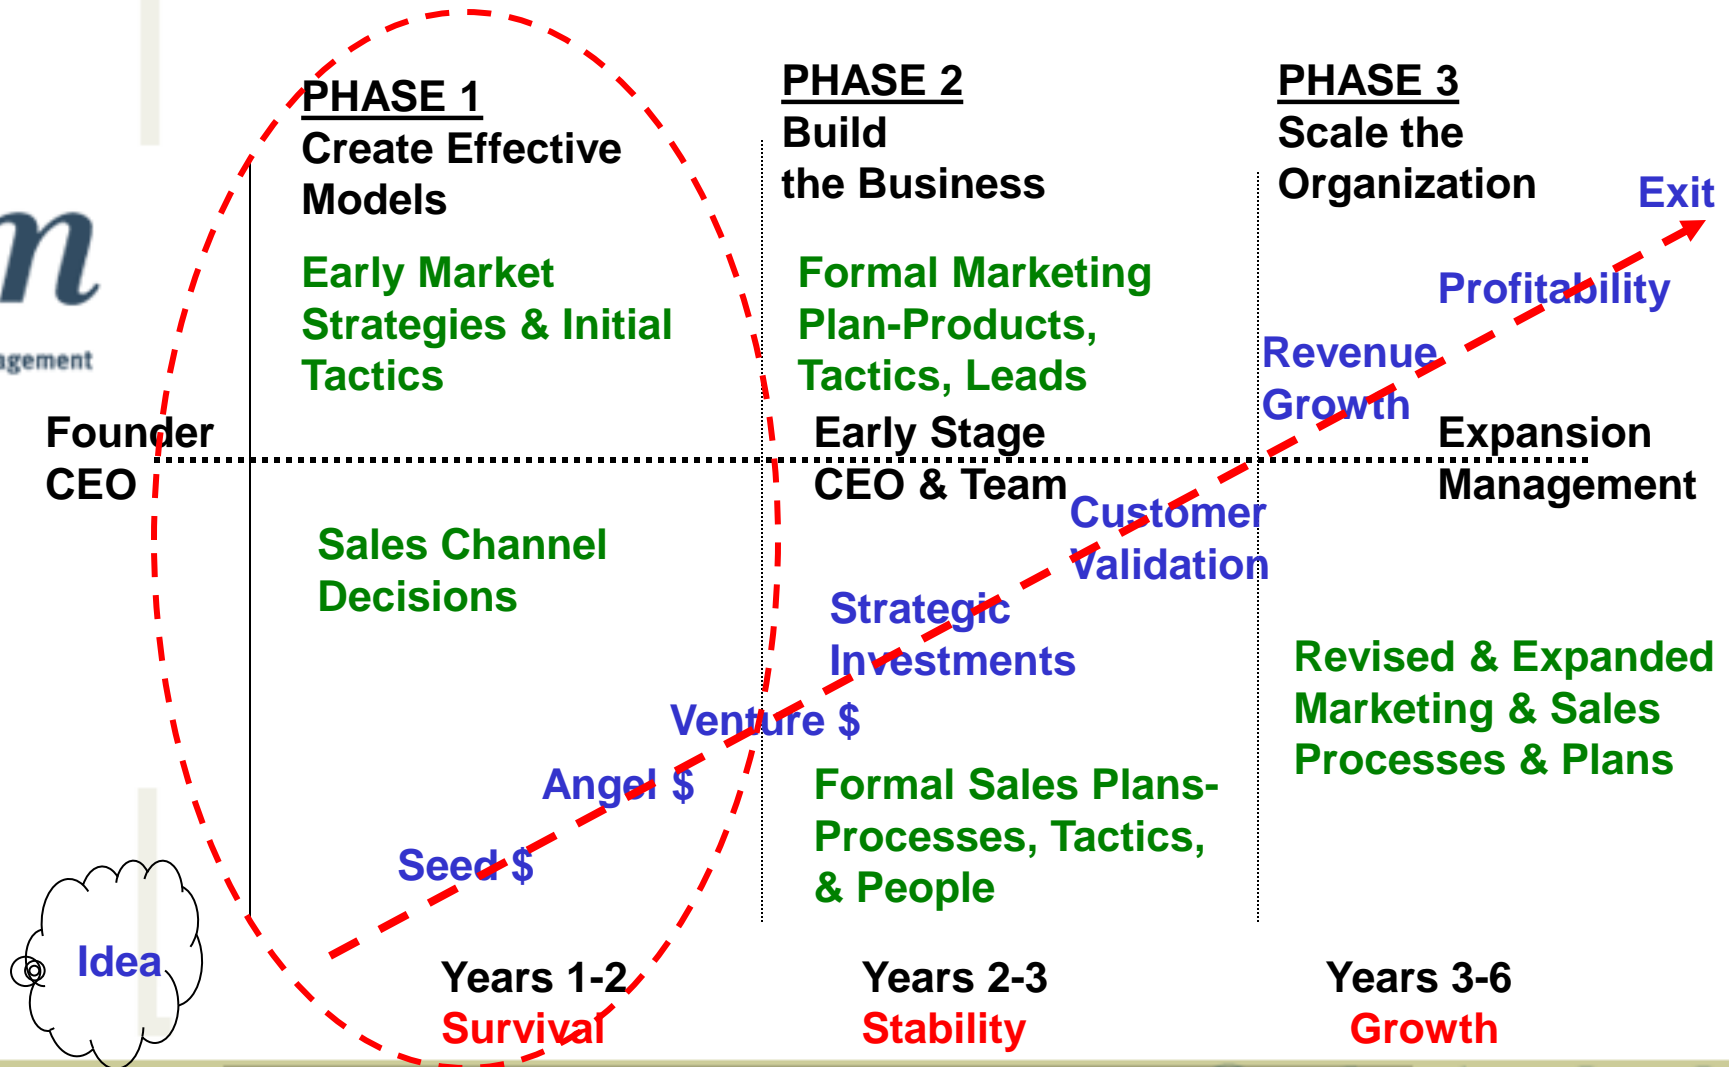 PHASE 1
Create Effective
Models
PHASE 2
Build
the Business
PHASE 3
Scale the
Organization
Exit
m
agement
Early Market
Strategies & Initial
Tactics
Formal Marketing
Plan-Products,
Tactics, Leads
Profitability
Revenue
Growth
Founder
CEO
Early Stage
CEO & Team
Expansion
Management
Customer
Validation
Sales Channel
Decisions
Strategic
Investments
Revised & Expanded
Marketing & Sales
Processes & Plans
Venture $
Angel $
Seed $
Formal Sales Plans-
Processes, Tactics,
& People
Idea
Years 1-2
Survival
Years 2-3
Stability
Years 3-6
Growth